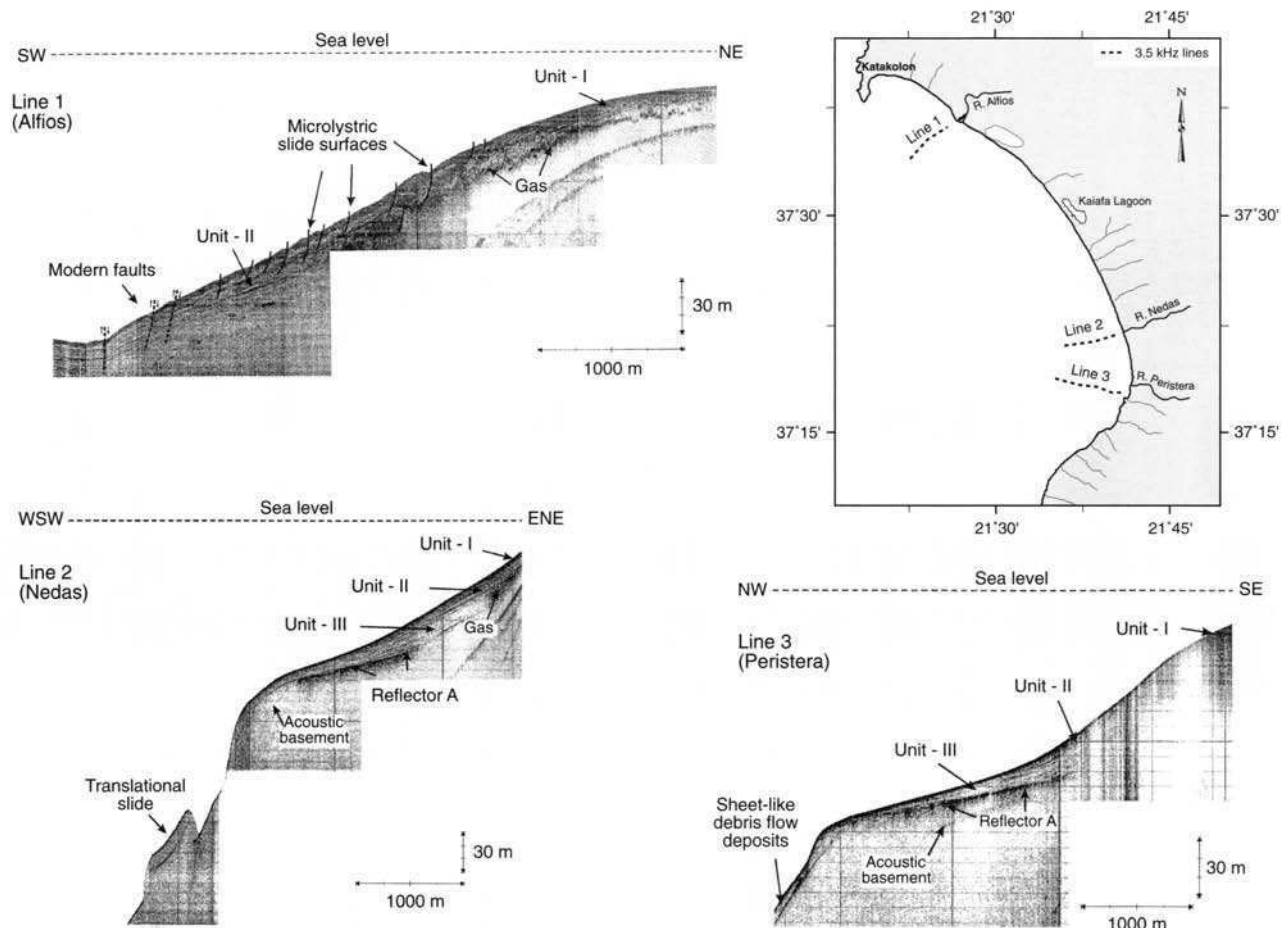 Sea level
SW
NE
Line 1
(Alfios)
Unit - I
Microlystric
slide surfaces
Gas
Unit - II
Modern faults
30 m
1000 m
21°30'
21°45'
3.5 kHz lines
Katakolon
R. Alfios
N
Line 1
37°30'
37°30'
Kaiafa Lagoon
R. Nedas
Line 2
Line 3
R. Peristera
37°15'
37°15'
21°30'
21°45'
Sea level
WSW
ENE
Line 2
(Nedas)
Unit - I
Unit - II
Unit - III
Gas
Reflector A
Acoustic
basement
Translational
slide
30 m
1000 m
Sea level
NW
SE
Line 3
(Peristera)
Unit - I
Unit - II
Unit - III
Sheet-like
debris flow
deposits
Reflector A
Acoustic
basement
30 m
1000 m